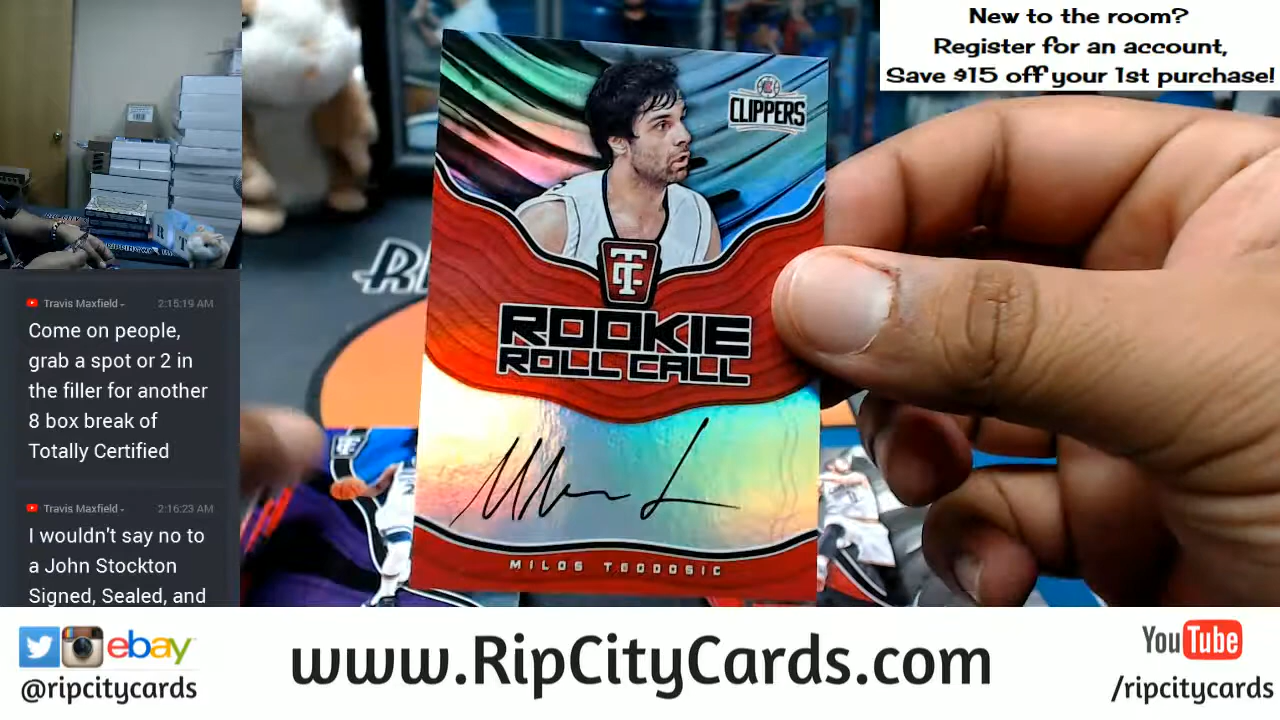 New to the room?
Register for an account,
Save $15 off your 1st purchase!
CLIPPERS
TT
ROOKIE
ROLL CALL
MILOS TEODOSIC
Travis Maxfield - 2:15:19 AM
Come on people,
grab a spot or 2 in
the filler for another
8 box break of
Totally Certified
Travis Maxfield - 2:16:23 AM
I wouldn't say no to
a John Stockton
Signed, Sealed, and
ebay
@ripcitycards
www.RipCityCards.com
YouTube
/ripcitycards